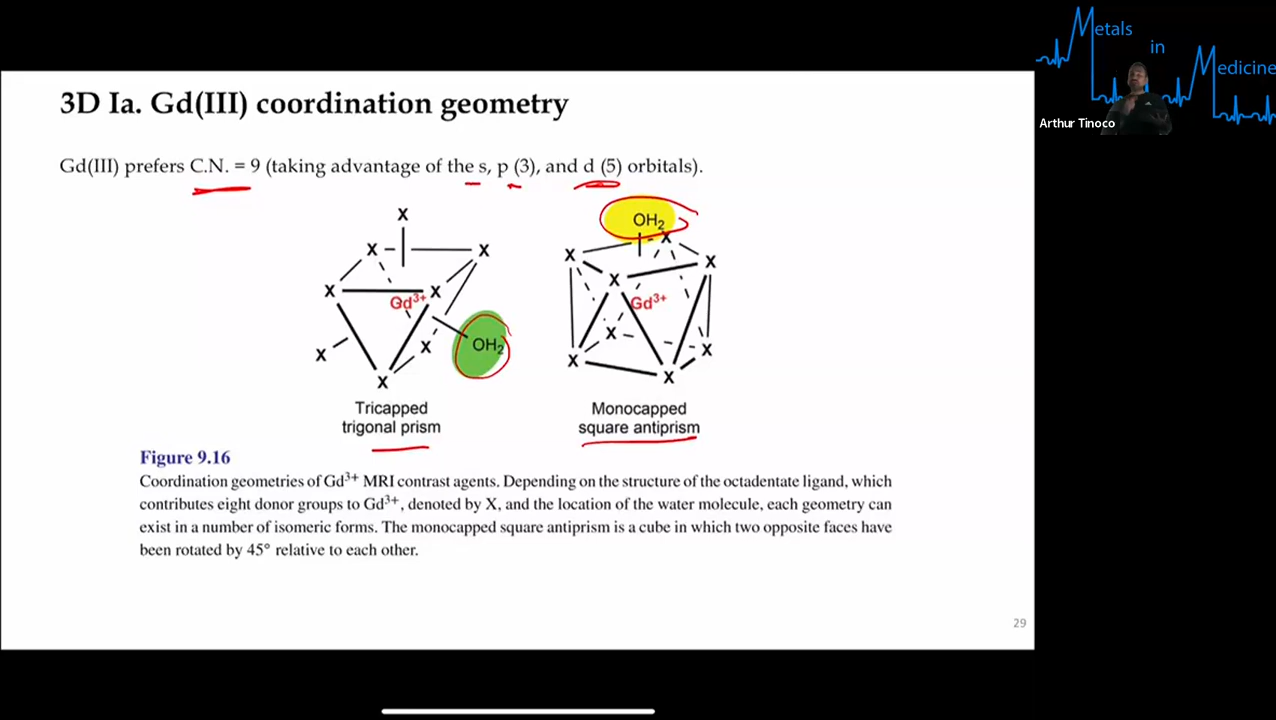 Metals
in
Medicine
Arthur Tinoco
3D Ia. Gd(III) coordination geometry
Gd(III) prefers C.N. = 9 (taking advantage of the s, p (3), and d (5) orbitals).
X
X X
X X
Gd³⁺
OH₂
X X
X
Tricapped
trigonal prism
OH₂
X
X X
X
Gd³⁺
X
X X
X
Monocapped
square antiprism
Figure 9.16
Coordination geometries of Gd³⁺ MRI contrast agents. Depending on the structure of the octadentate ligand, which
contributes eight donor groups to Gd³⁺, denoted by X, and the location of the water molecule, each geometry can
exist in a number of isomeric forms. The monocapped square antiprism is a cube in which two opposite faces have
been rotated by 45° relative to each other.
29